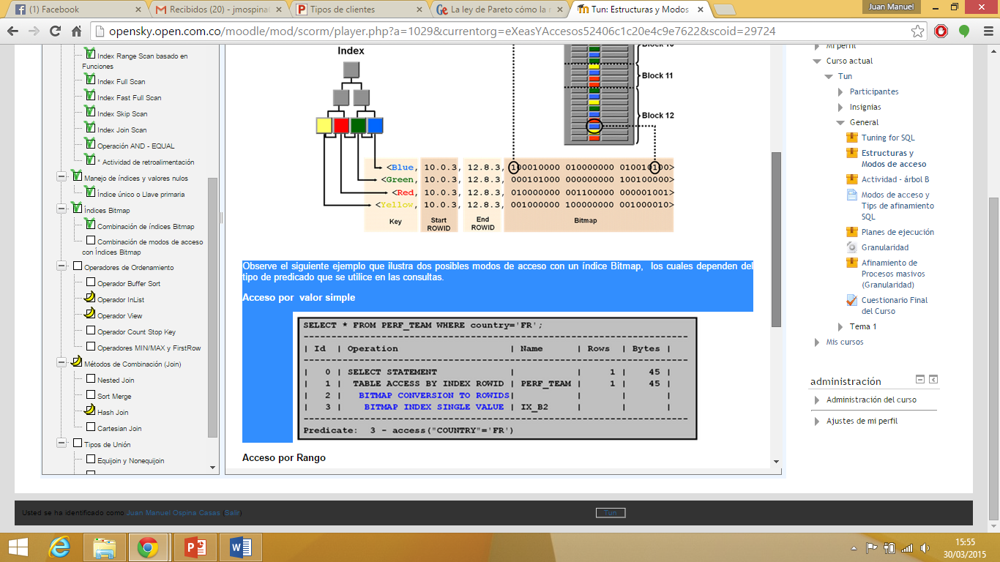 (1) Facebook
Recibidos (20) - jmospina
Tipos de clientes
La ley de Pareto cómo la
Tun: Estructuras y Modos
Juan Manuel
opensky.open.com.co/moodle/mod/scorm/player.php?a=1029&currentorg=eXeasYAccesos52406c1c20e4c9e7622&scoid=29724
Index Range Scan basado en
Funciones
Index Full Scan
Index Fast Full Scan
Index Skip Scan
Index Join Scan
Operación AND - EQUAL
* Actividad de retroalimentación
Manejo de índices y valores nulos
Índice único o Llave primaria
Índices Bitmap
Combinación de índices Bitmap
Combinación de modos de acceso
con Índices Bitmap
Operadores de Ordenamiento
Operador Buffer Sort
Operador InList
Operador View
Operador Count Stop Key
Operadores MIN/MAX y FirstRow
Métodos de Combinación (Join)
Nested Join
Sort Merge
Hash Join
Cartesian Join
Tipos de Unión
Equijoin y Nonequijoin
Index
Block 10
Block 11
Block 12
<Blue, 10.0.3, 12.8.3, 100010000 010000000 010010100>
<Green, 10.0.3, 12.8.3, 000101000 000000000 100100000>
<Red, 10.0.3, 12.8.3, 010000000 001100000 000001001>
<Yellow, 10.0.3, 12.8.3, 001000000 100000000 001000010>
Key
Start
ROWID
End
ROWID
Bitmap
Observe el siguiente ejemplo que ilustra dos posibles modos de acceso con un índice Bitmap, los cuales dependen del
tipo de predicado que se utilice en las consultas.
Acceso por valor simple
SELECT * FROM PERF_TEAM WHERE country='FR';
| Id | Operation | Name | Rows | Bytes |
| 0 | SELECT STATEMENT | | 1 | 45 |
| 1 | TABLE ACCESS BY INDEX ROWID | PERF_TEAM | 1 | 45 |
| 2 | BITMAP CONVERSION TO ROWIDS| | | |
| 3 | BITMAP INDEX SINGLE VALUE | IX_B2 | | |
Predicate: 3 - access("COUNTRY"='FR')
Acceso por Rango
Mi perfil
Curso actual
Tun
Participantes
Insignias
General
Tuning for SQL
Estructuras y
Modos de acceso
Actividad - árbol B
Modos de acceso y
Tips de afinamiento
SQL
Planes de ejecución
Granularidad
Afinamiento de
Procesos masivos
(Granularidad)
Cuestionario Final
del Curso
Tema 1
Mis cursos
administración
Administración del curso
Ajustes de mi perfil
Usted se ha identificado como Juan Manuel Ospina Casas (Salir)
Tun
15:55
30/03/2015